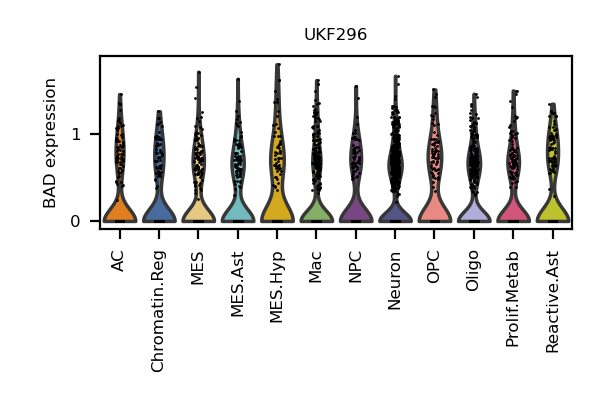 UKF296
BAD expression
1
0
AC
Chromatin.Reg
MES
MES.Ast
MES.Hyp
Mac
NPC
Neuron
OPC
Oligo
Prolif.Metab
Reactive.Ast